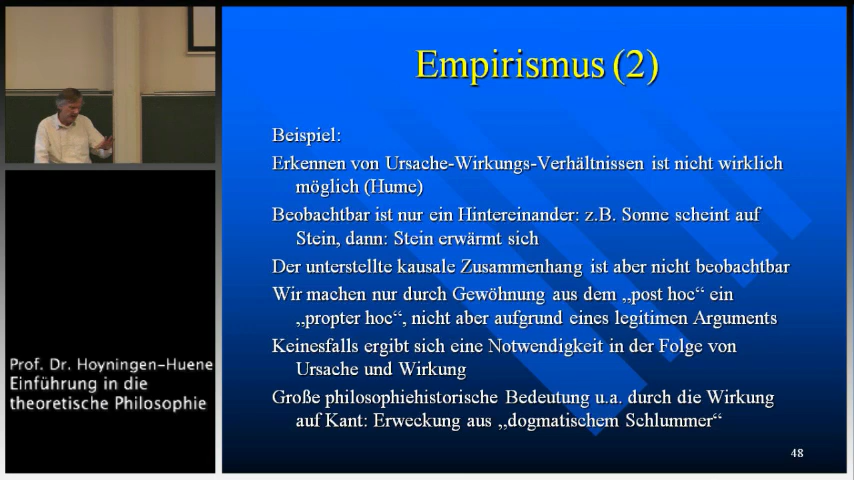 Empirismus (2)
Beispiel:
Erkennen von Ursache-Wirkungs-Verhältnissen ist nicht wirklich
möglich (Hume)
Beobachtbar ist nur ein Hintereinander: z.B. Sonne scheint auf
Stein, dann: Stein erwärmt sich
Der unterstellte kausale Zusammenhang ist aber nicht beobachtbar
Wir machen nur durch Gewöhnung aus dem „post hoc“ ein
„propter hoc“, nicht aber aufgrund eines legitimen Arguments
Keinesfalls ergibt sich eine Notwendigkeit in der Folge von
Ursache und Wirkung
Große philosophiehistorische Bedeutung u.a. durch die Wirkung
auf Kant: Erweckung aus „dogmatischem Schlummer“
48
Prof. Dr. Hoyningen-Huene
Einführung in die
theoretische Philosophie